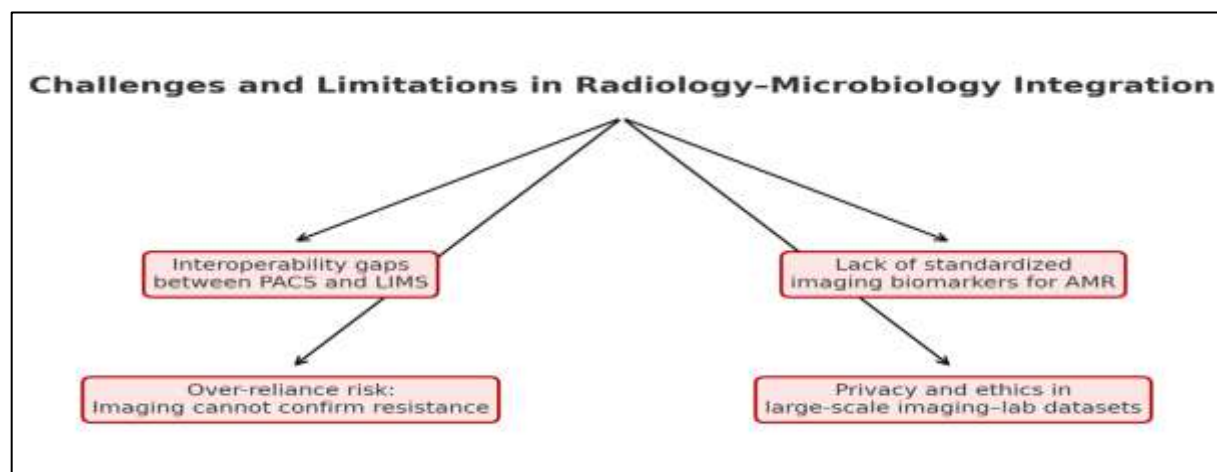 Challenges and Limitations in Radiology–Microbiology Integration
Interoperability gaps
between PACS and LIMS
Lack of standardized
imaging biomarkers for AMR
Over-reliance risk:
Imaging cannot confirm resistance
Privacy and ethics in
large-scale imaging–lab datasets